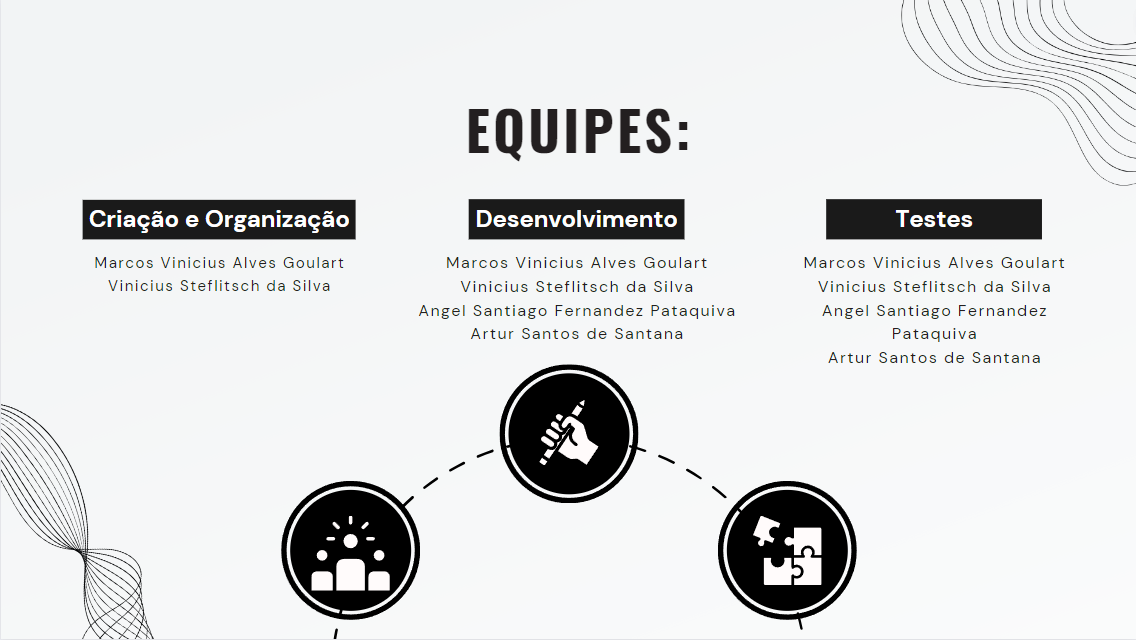 EQUIPES:
Criação e Organização
Marcos Vinicius Alves Goulart
Vinicius Steflitsch da Silva
Desenvolvimento
Marcos Vinicius Alves Goulart
Vinicius Steflitsch da Silva
Angel Santiago Fernandez Pataquiva
Artur Santos de Santana
Testes
Marcos Vinicius Alves Goulart
Vinicius Steflitsch da Silva
Angel Santiago Fernandez
Pataquiva
Artur Santos de Santana